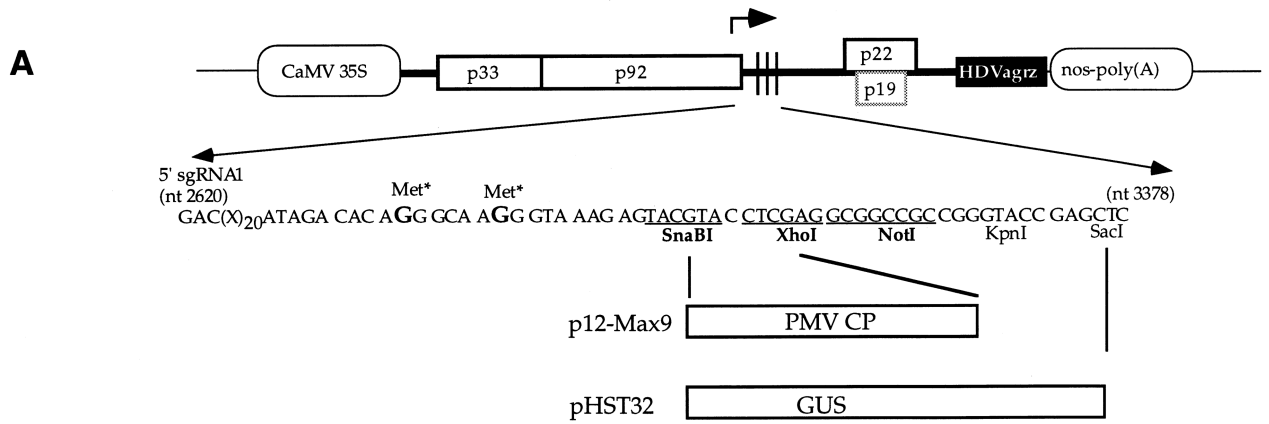 A
CaMV 35S
p33
p92
p22
p19
HDVagrz
nos-poly(A)
5' sgRNA1
(nt 2620)
Met*
Met*
(nt 3378)
GAC(X)20ATAGA CAC AGG GCA AGG GTA AAG AGTACGTA C CTCGAG GCGGCCGC CGGGTACC GAGCTC
SnaBI
XhoI
NotI
KpnI
SacI
p12-Max9
PMV CP
pHST32
GUS